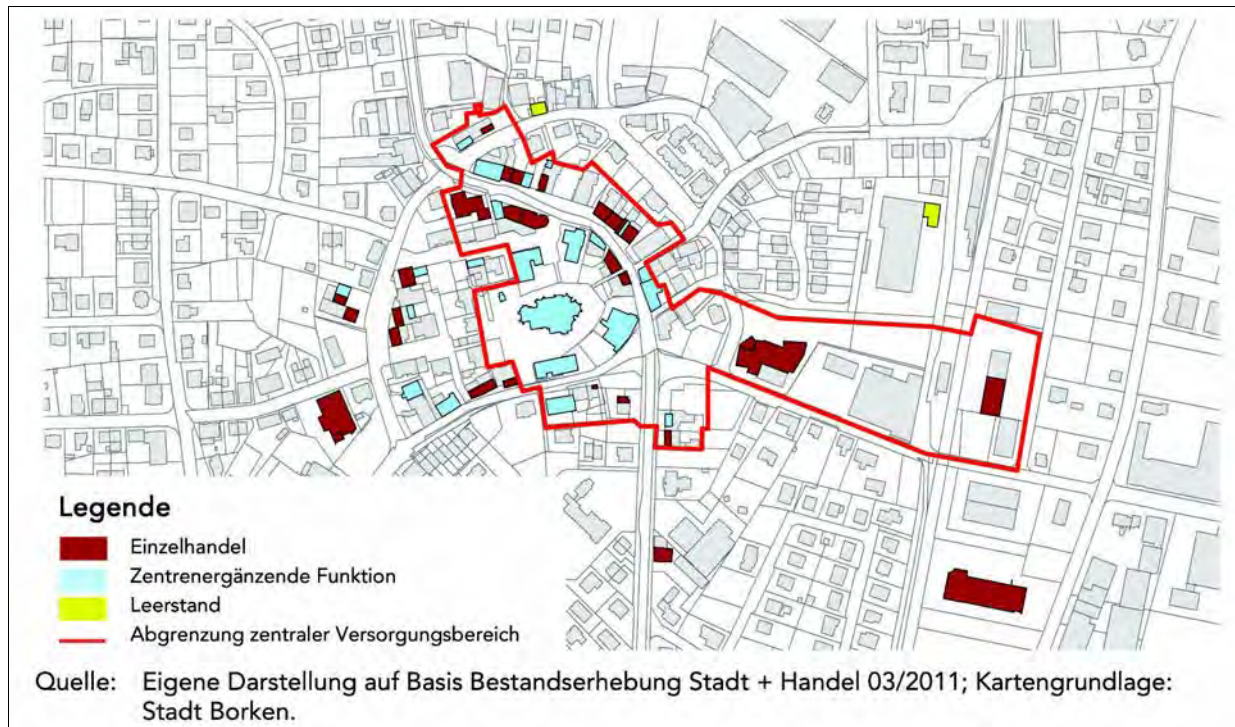 Legende
Einzelhandel
Zentrenergänzende Funktion
Leerstand
Abgrenzung zentraler Versorgungsbereich
Quelle: Eigene Darstellung auf Basis Bestandserhebung Stadt + Handel 03/2011; Kartengrundlage:
Stadt Borken.